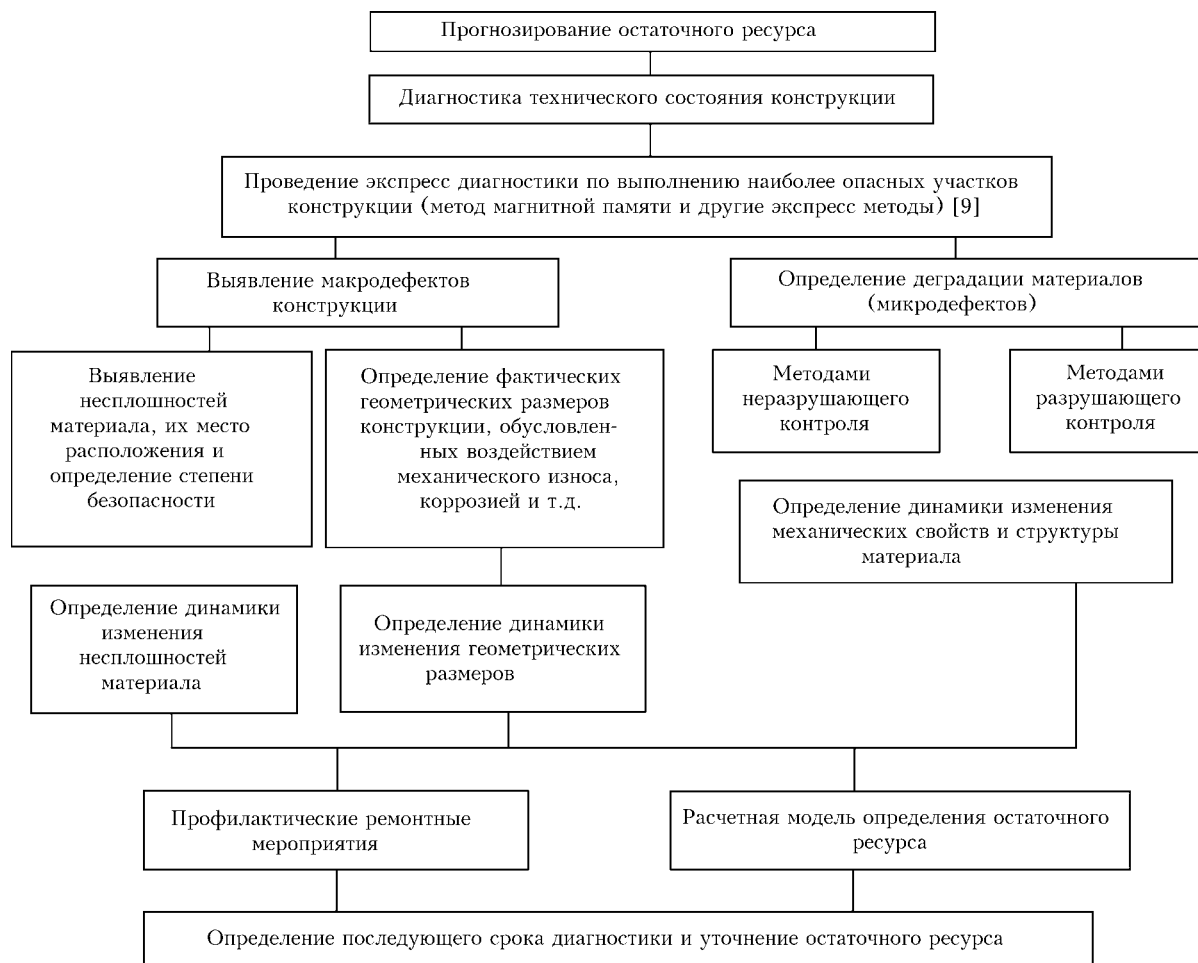 Прогнозирование остаточного ресурса
Диагностика технического состояния конструкции
Проведение экспресс диагностики по выполнению наиболее опасных участков
конструкции (метод магнитной памяти и другие экспресс методы) [9]
Выявление макродефектов
конструкции
Определение деградации материалов
(микродефектов)
Выявление
несплошностей
материала, их место
расположения и
определение степени
безопасности
Определение фактических
геометрических размеров
конструкции, обусловлен-
ных воздействием
механического износа,
коррозией и т.д.
Методами
неразрушающего
контроля
Методами
разрушающего
контроля
Определение динамики изменения
механических свойств и структуры
материала
Определение динамики
изменения
несплошностей
материала
Определение динамики
изменения геометрических
размеров
Профилактические ремонтные
мероприятия
Расчетная модель определения остаточного
ресурса
Определение последующего срока диагностики и уточнение остаточного ресурса